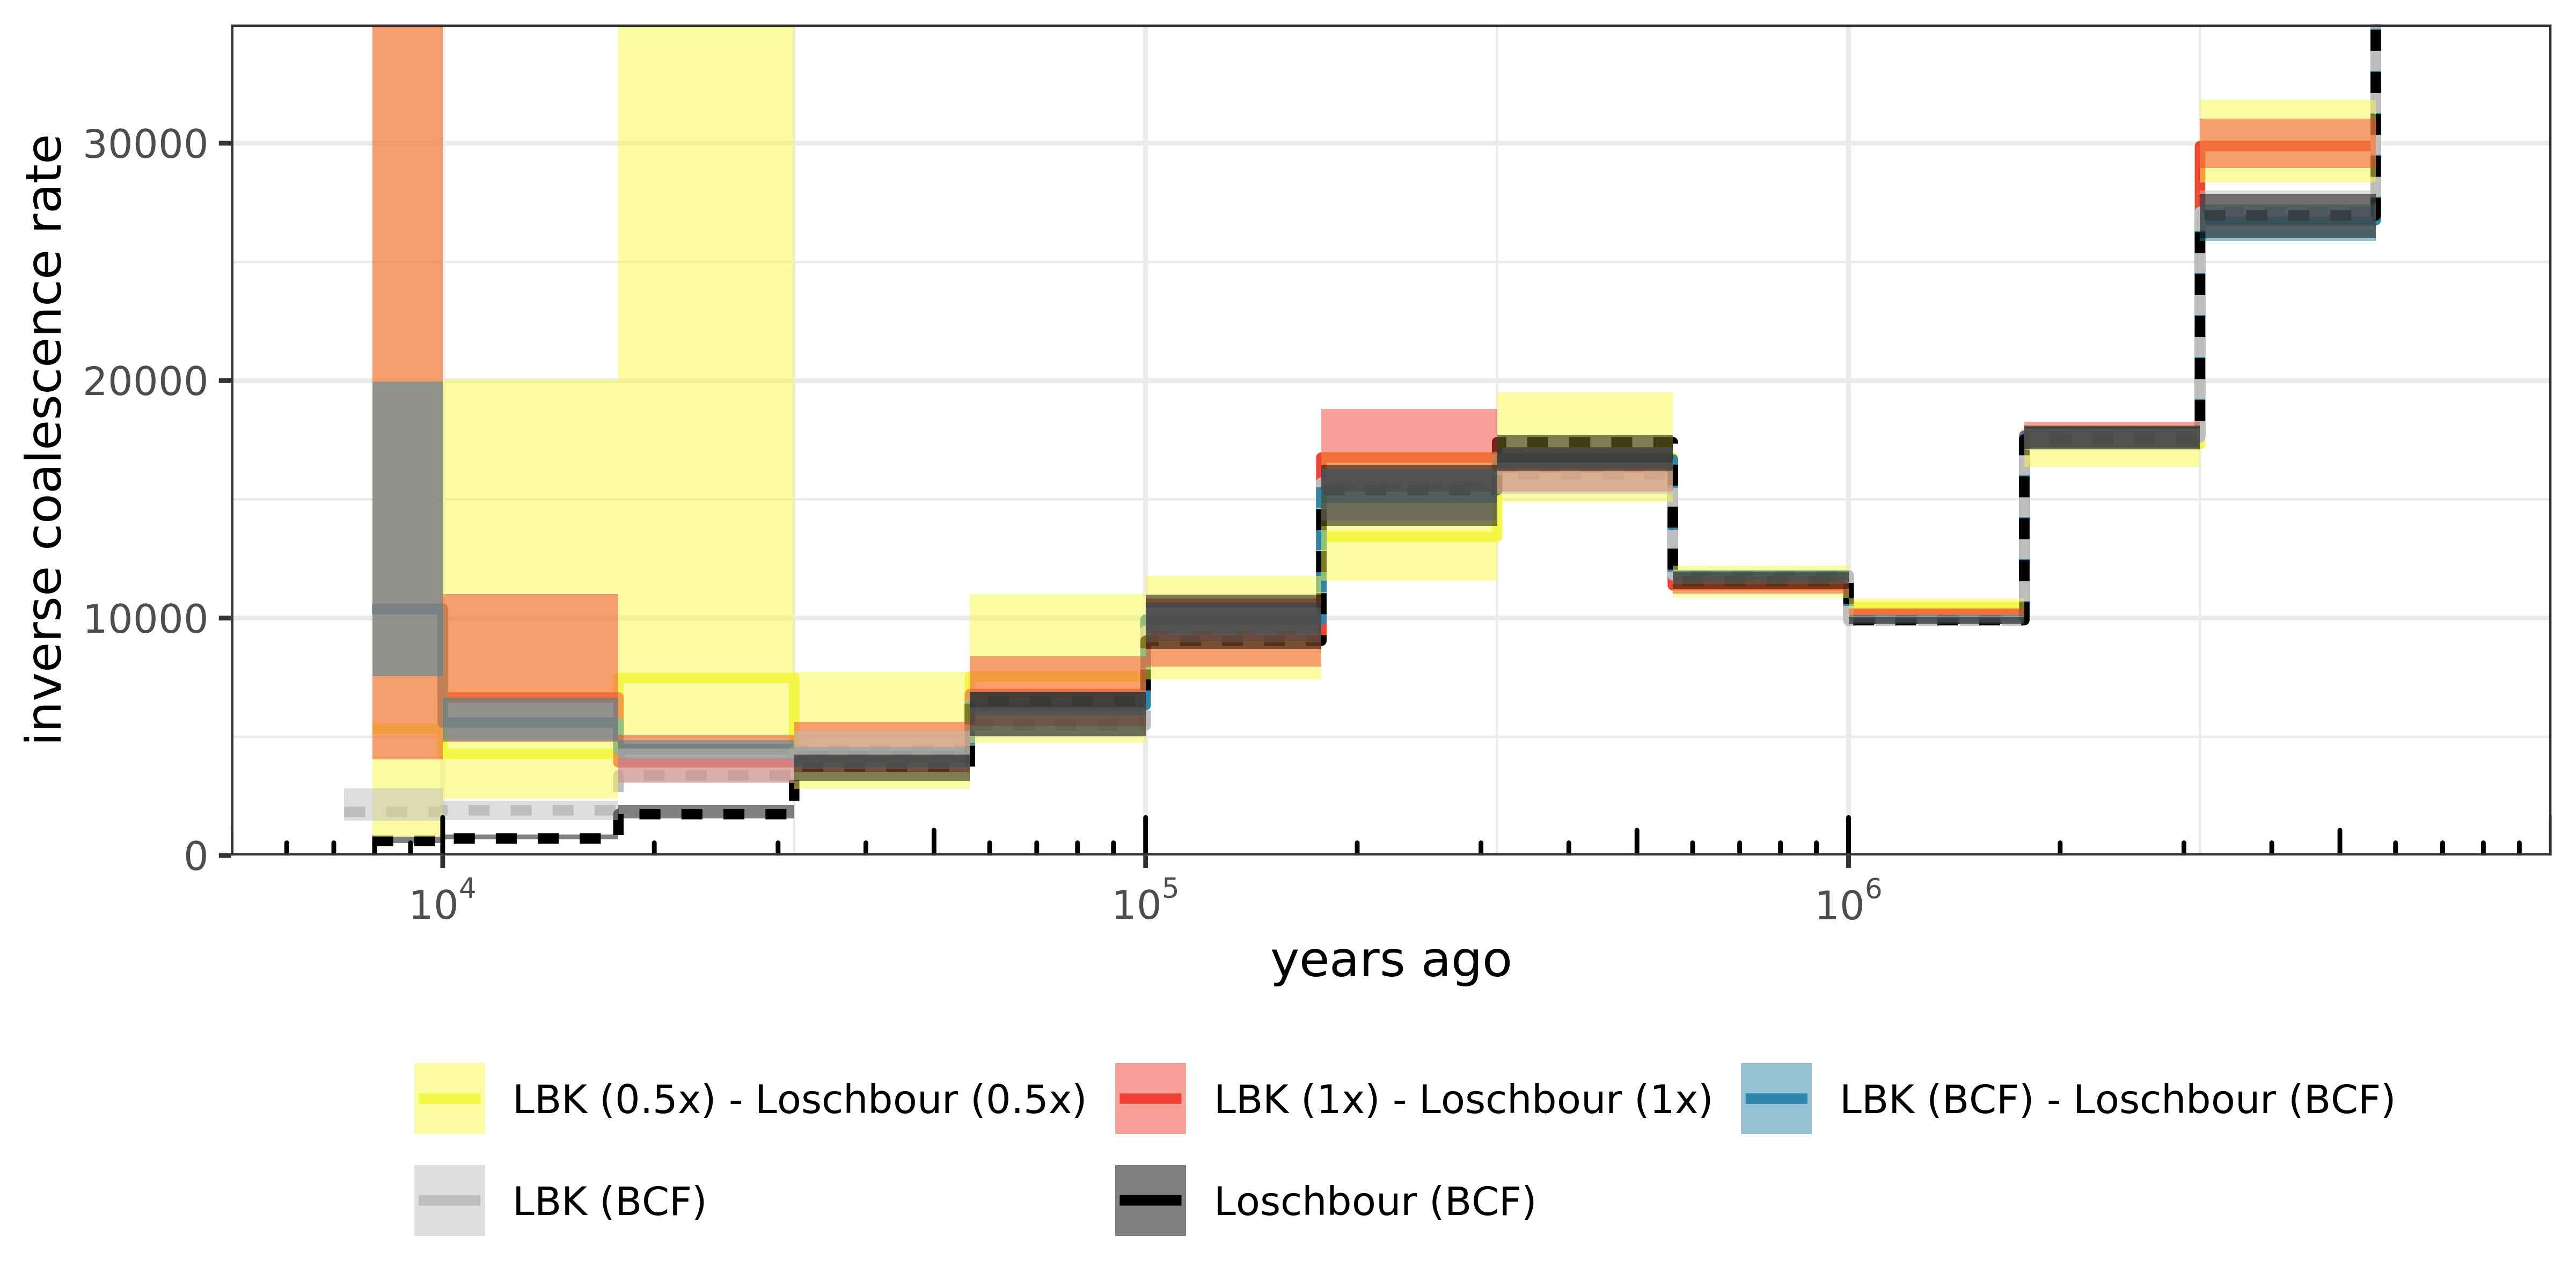 inverse coalescence rate
30000
20000
10000
0
10⁴ 10⁵ 10⁶
years ago
LBK (0.5x) - Loschbour (0.5x) LBK (1x) - Loschbour (1x) LBK (BCF) - Loschbour (BCF)
LBK (BCF) Loschbour (BCF)